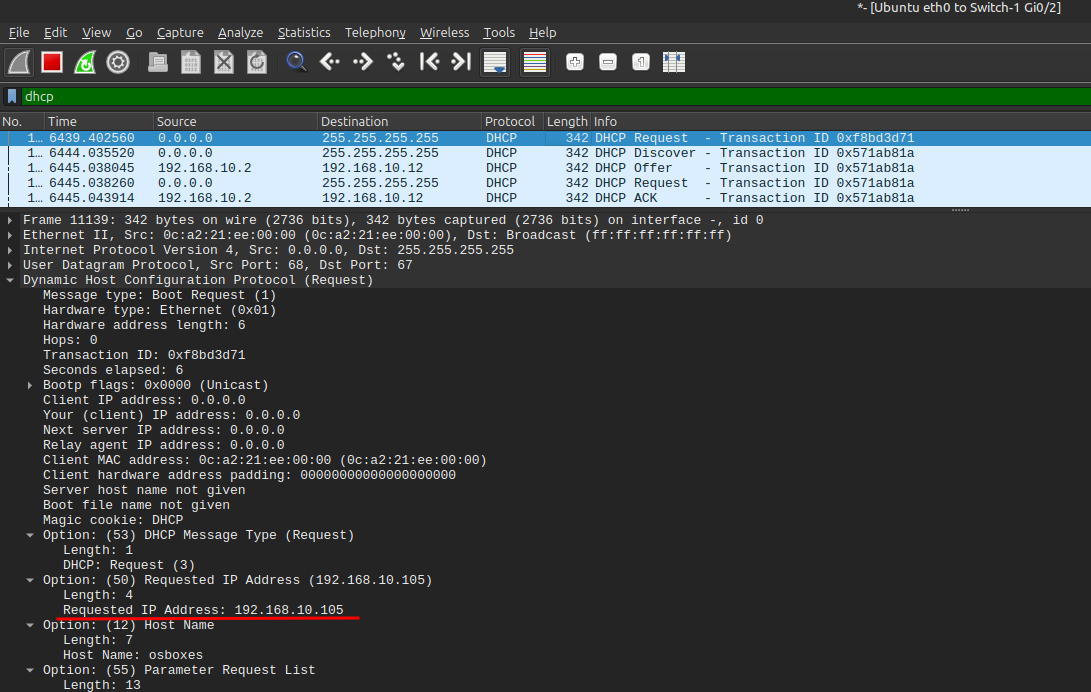 *- [Ubuntu eth0 to Switch-1 Gi0/2]
File Edit View Go Capture Analyze Statistics Telephony Wireless Tools Help
dhcp
No. Time Source Destination Protocol Length Info
1… 6439.402560 0.0.0.0 255.255.255.255 DHCP 342 DHCP Request - Transaction ID 0xf8bd3d71
1… 6444.035520 0.0.0.0 255.255.255.255 DHCP 342 DHCP Discover - Transaction ID 0x571ab81a
1… 6445.038045 192.168.10.2 192.168.10.12 DHCP 342 DHCP Offer - Transaction ID 0x571ab81a
1… 6445.038260 0.0.0.0 255.255.255.255 DHCP 342 DHCP Request - Transaction ID 0x571ab81a
1… 6445.043914 192.168.10.2 192.168.10.12 DHCP 342 DHCP ACK - Transaction ID 0x571ab81a
Frame 11139: 342 bytes on wire (2736 bits), 342 bytes captured (2736 bits) on interface -, id 0
Ethernet II, Src: 0c:a2:21:ee:00:00 (0c:a2:21:ee:00:00), Dst: Broadcast (ff:ff:ff:ff:ff:ff)
Internet Protocol Version 4, Src: 0.0.0.0, Dst: 255.255.255.255
User Datagram Protocol, Src Port: 68, Dst Port: 67
Dynamic Host Configuration Protocol (Request)
Message type: Boot Request (1)
Hardware type: Ethernet (0x01)
Hardware address length: 6
Hops: 0
Transaction ID: 0xf8bd3d71
Seconds elapsed: 6
Bootp flags: 0x0000 (Unicast)
Client IP address: 0.0.0.0
Your (client) IP address: 0.0.0.0
Next server IP address: 0.0.0.0
Relay agent IP address: 0.0.0.0
Client MAC address: 0c:a2:21:ee:00:00 (0c:a2:21:ee:00:00)
Client hardware address padding: 00000000000000000000
Server host name not given
Boot file name not given
Magic cookie: DHCP
Option: (53) DHCP Message Type (Request)
Length: 1
DHCP: Request (3)
Option: (50) Requested IP Address (192.168.10.105)
Length: 4
Requested IP Address: 192.168.10.105
Option: (12) Host Name
Length: 7
Host Name: osboxes
Option: (55) Parameter Request List
Length: 13